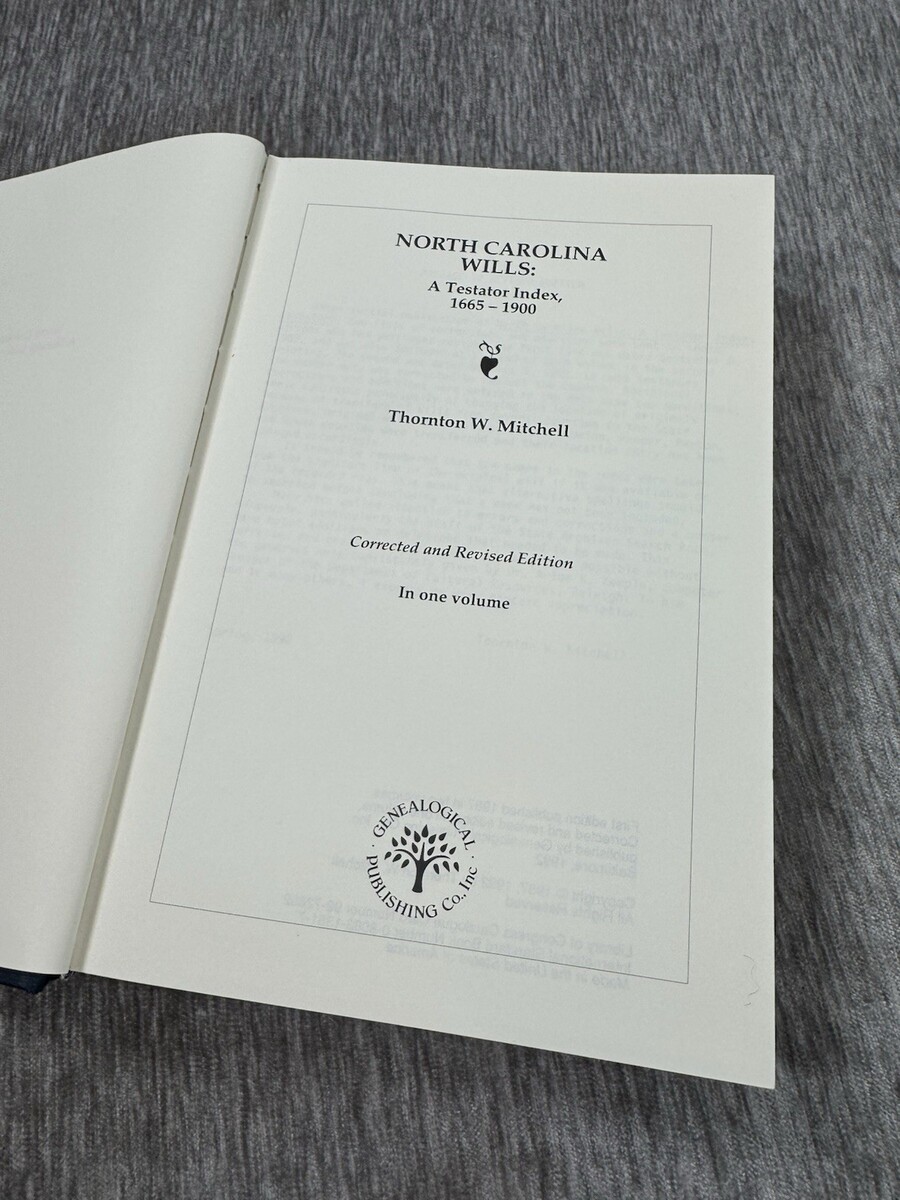 NORTH CAROLINA
WILLS:
A Testator Index,
1665 – 1900
Thornton W. Mitchell
Corrected and Revised Edition
In one volume
· GENEALOGICAL ·
PUBLISHING Co., Inc